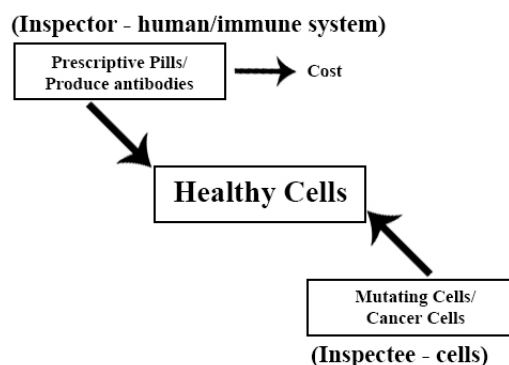 (Inspector - human/immune system)
Prescriptive Pills/
Produce antibodies
Cost
Healthy Cells
Mutating Cells/
Cancer Cells
(Inspectee - cells)